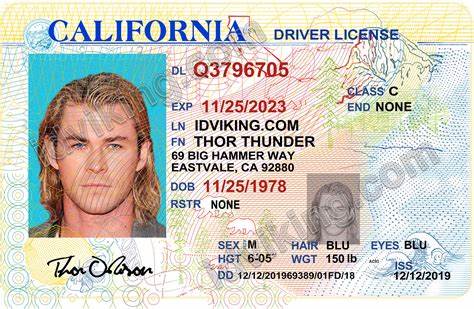 CALIFORNIA DRIVER LICENSE
DL Q3796705
CLASS C
EXP 11/25/2023 END NONE
LN IDVIKING.COM
FN THOR THUNDER
69 BIG HAMMER WAY
EASTVALE, CA 92880
DOB 11/25/1978
RSTR NONE
SEX M HAIR BLU EYES BLU
HGT 6-05" WGT 150 lb ISS
DD 12/12/201969389/01FD/18 12/12/2019
idviking.com